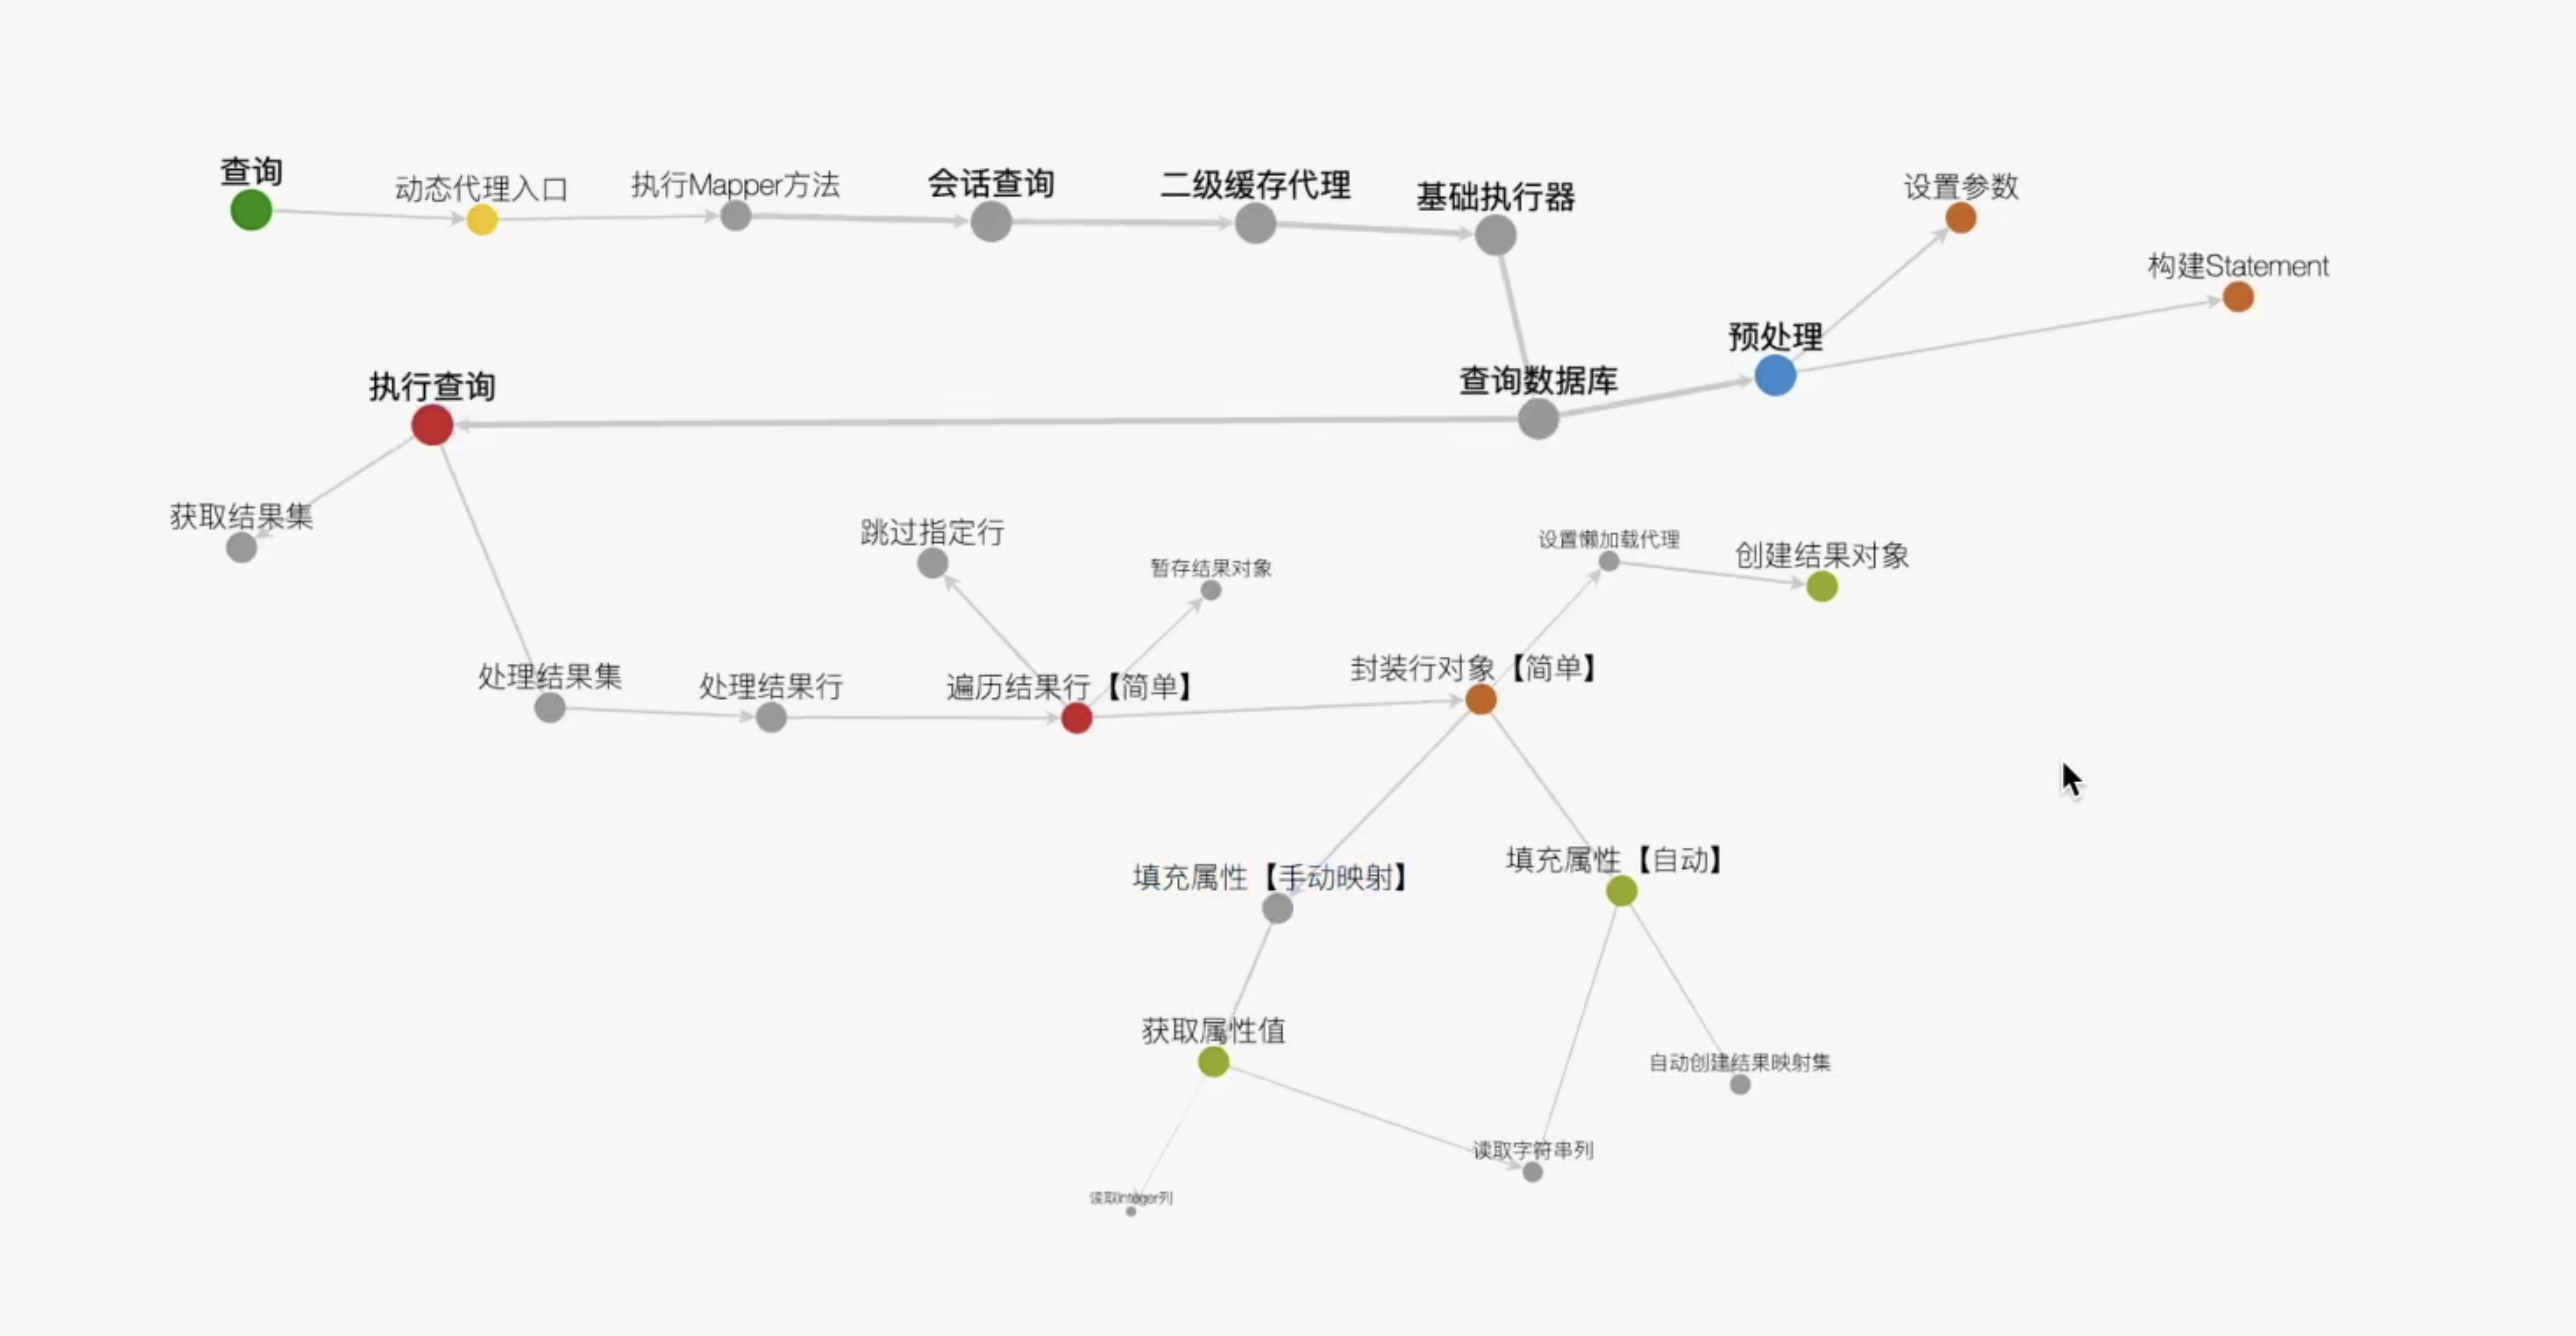 查询
动态代理入口
执行Mapper方法
会话查询
二级缓存代理
基础执行器
设置参数
构建Statement
预处理
执行查询
查询数据库
获取结果集
跳过指定行
暂存结果对象
设置懒加载代理
创建结果对象
处理结果集
处理结果行
遍历结果行【简单】
封装行对象【简单】
填充属性【手动映射】
填充属性【自动】
获取属性值
自动创建结果映射集
读取字符串列
读取Integer列